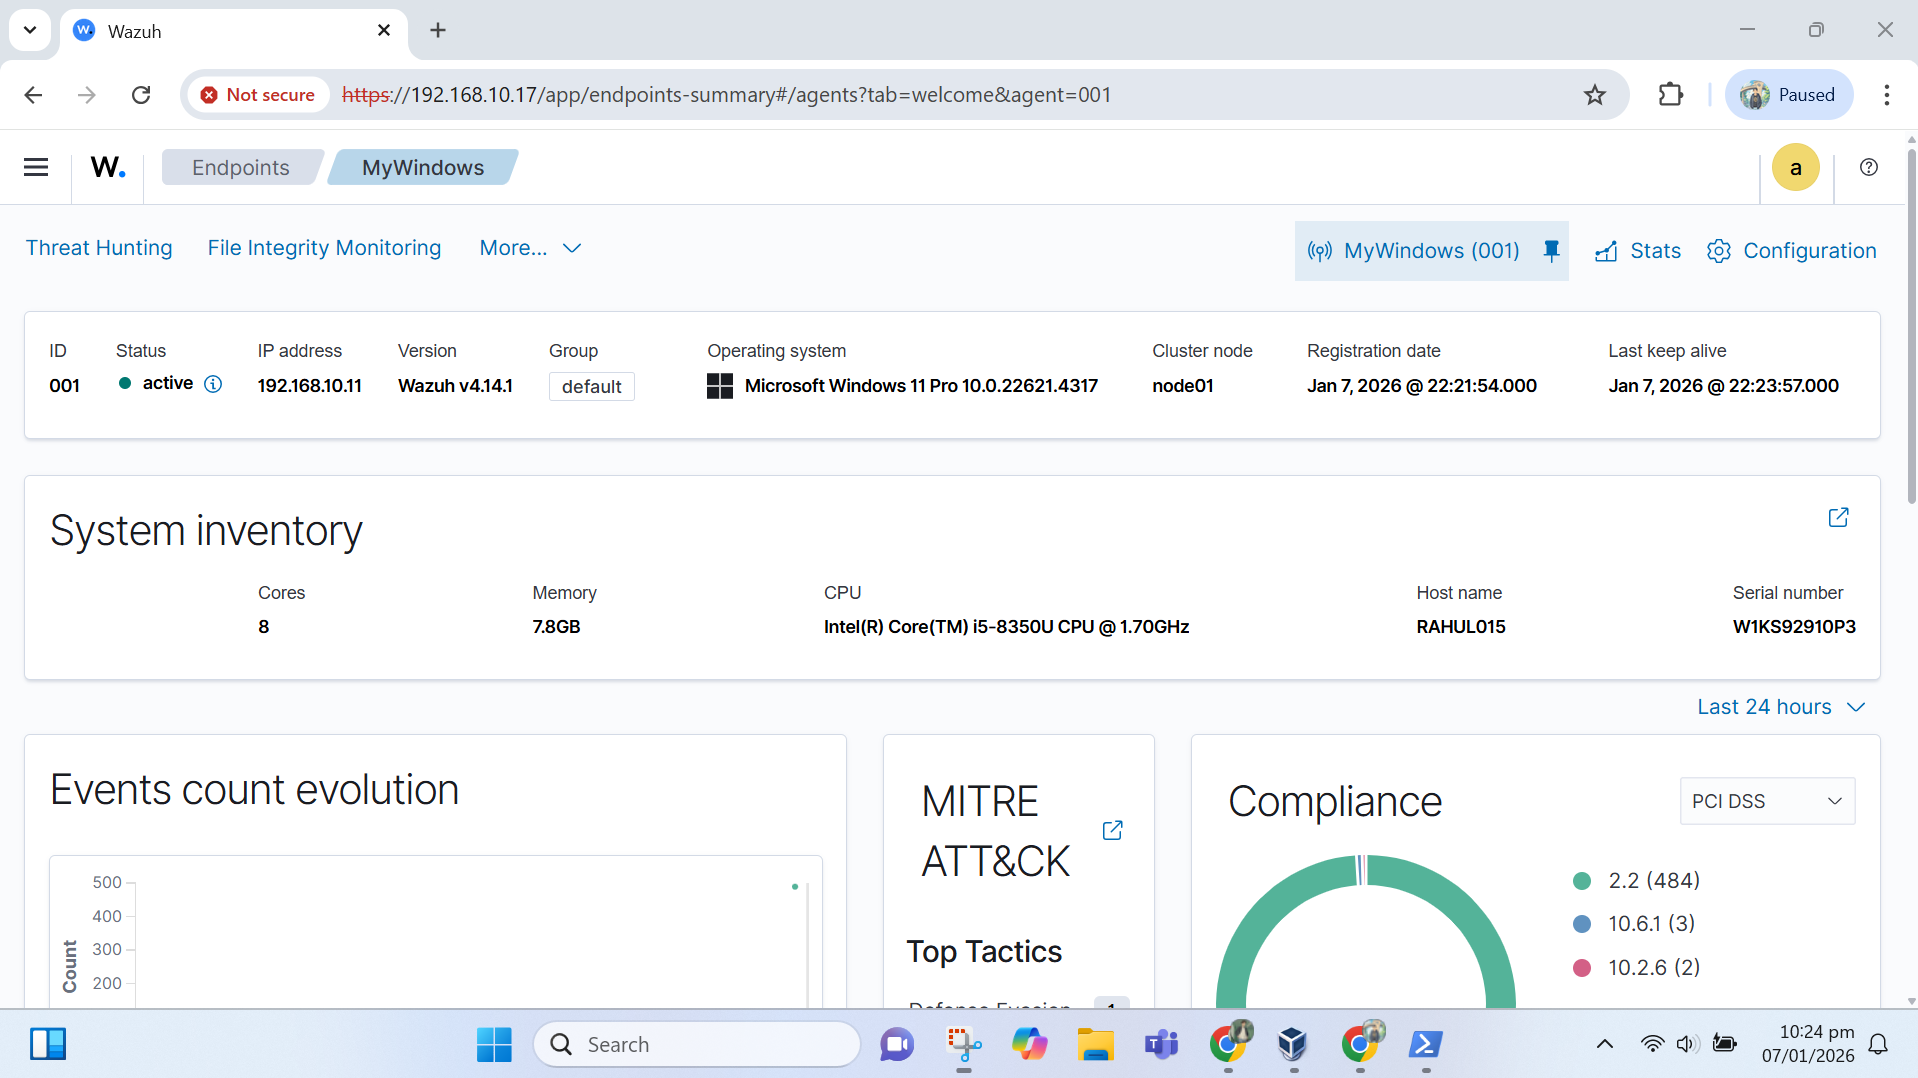 Wazuh
Not secure
https://192.168.10.17/app/endpoints-summary#/agents?tab=welcome&agent=001
Paused
W.
Endpoints
MyWindows
a
Threat Hunting
File Integrity Monitoring
More...
MyWindows (001)
Stats
Configuration
ID
Status
IP address
Version
Group
Operating system
Cluster node
Registration date
Last keep alive
001
active
192.168.10.11
Wazuh v4.14.1
default
Microsoft Windows 11 Pro 10.0.22621.4317
node01
Jan 7, 2026 @ 22:21:54.000
Jan 7, 2026 @ 22:23:57.000
System inventory
Cores
Memory
CPU
Host name
Serial number
8
7.8GB
Intel(R) Core(TM) i5-8350U CPU @ 1.70GHz
RAHUL015
W1KS92910P3
Last 24 hours
Events count evolution
500
400
300
200
Count
MITRE
ATT&CK
Top Tactics
Defense Evasion
1
Compliance
PCI DSS
2.2 (484)
10.6.1 (3)
10.2.6 (2)
Search
10:24 pm
07/01/2026